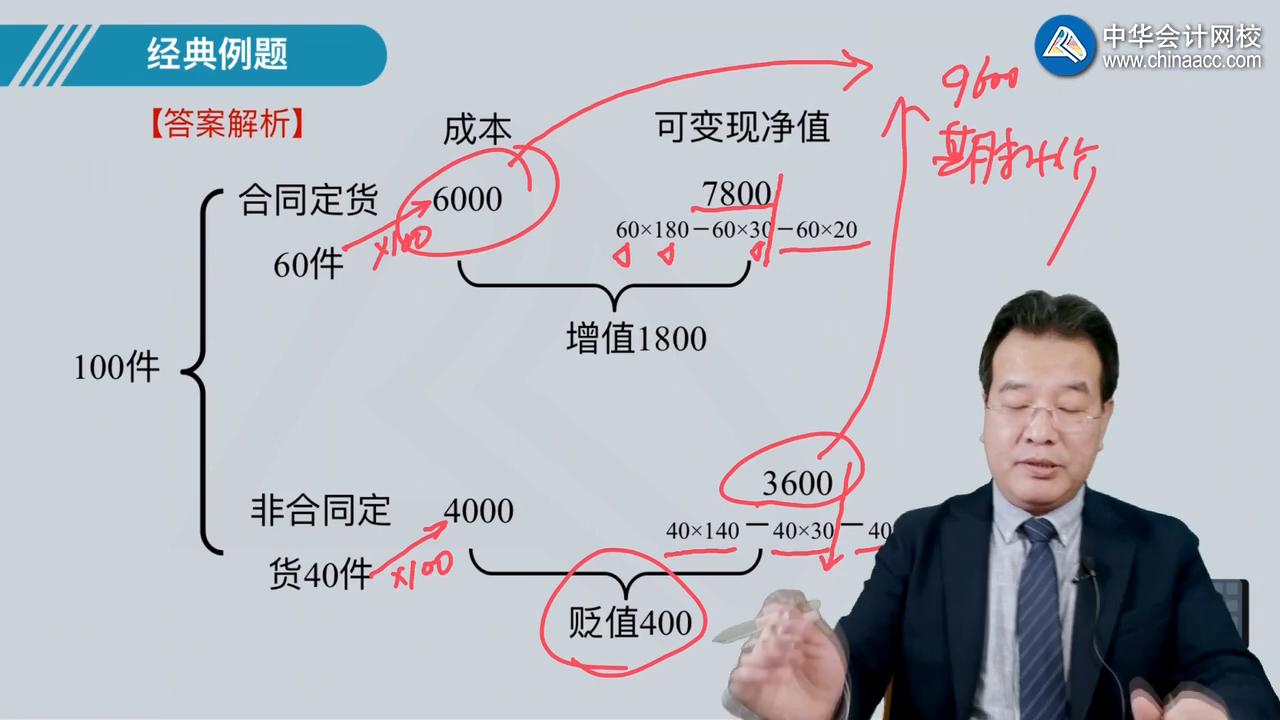 经典例题
中华会计网校
www.chinaacc.com
9600
期末计价
【答案解析】
成本
可变现净值
合同定货
6000
7800
×100
60×180－60×30－60×20
60件
增值1800
100件
3600
非合同定
4000
40×140－40×30－40
货40件
×100
贬值400